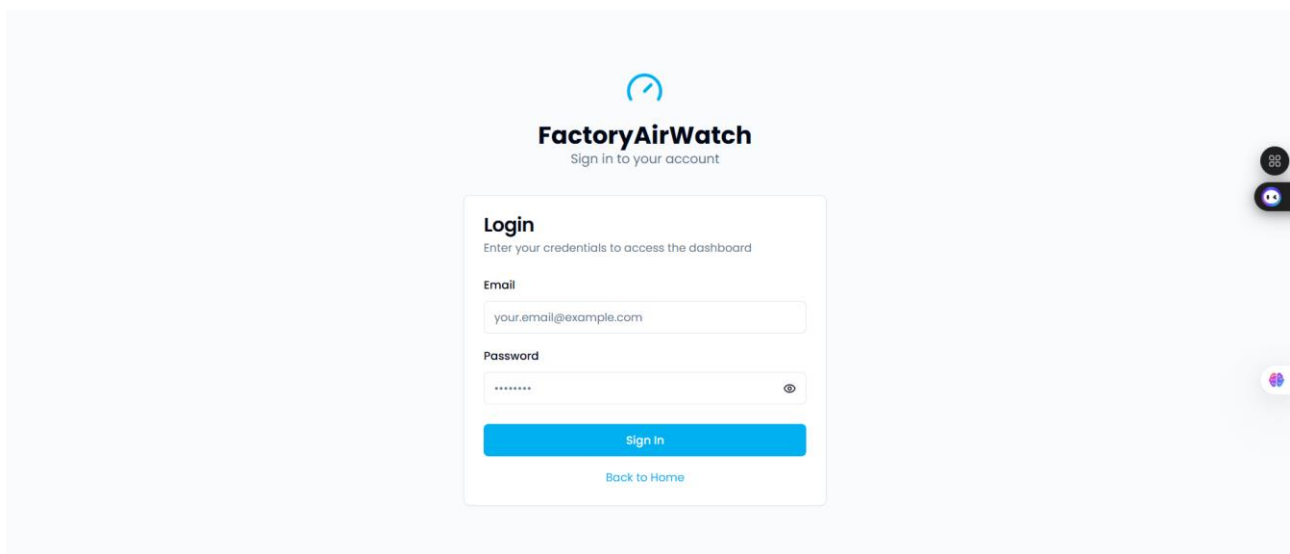 FactoryAirWatch
Sign in to your account
Login
Enter your credentials to access the dashboard
Email
your.email@example.com
Password
••••••••
Sign In
Back to Home